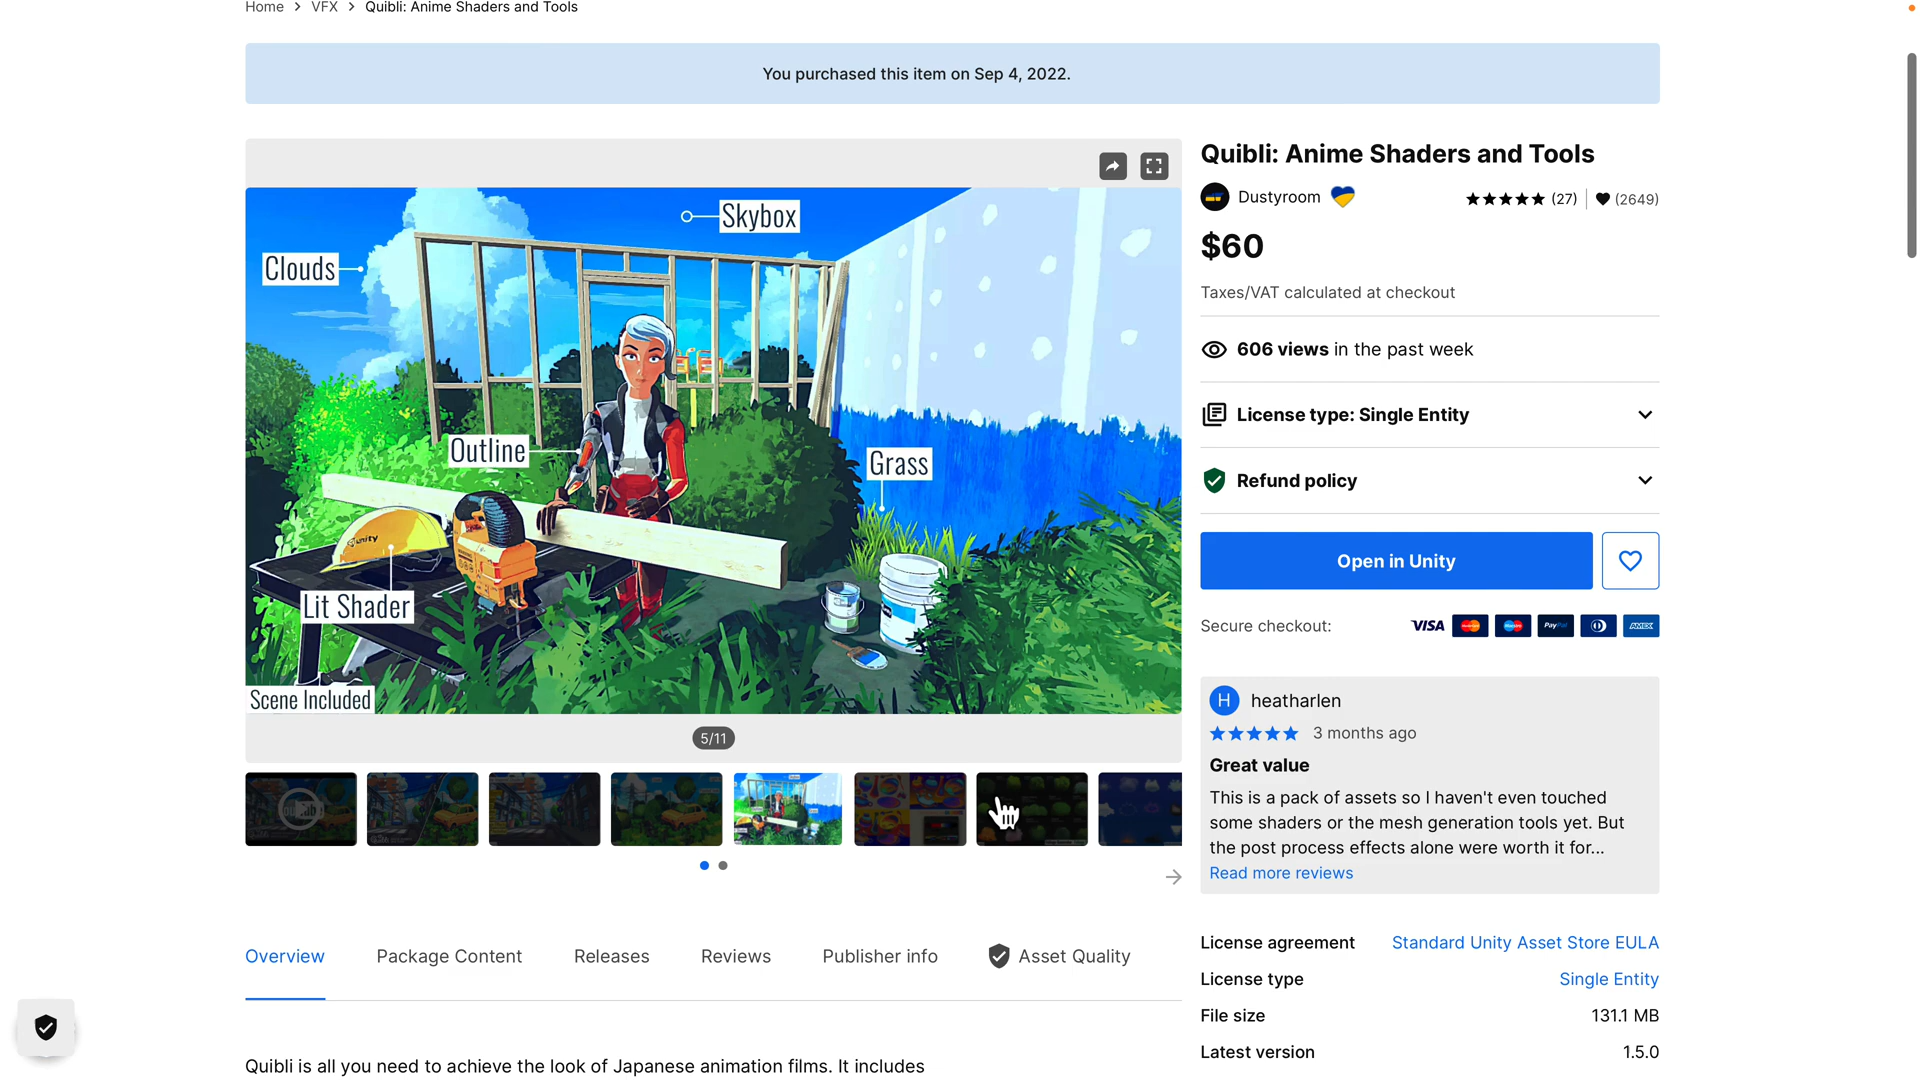 Home > VFX > Quibli: Anime Shaders and Tools
You purchased this item on Sep 4, 2022.
Skybox
Clouds
Outline
Grass
unity
Lit Shader
Scene Included
5/11
Quibli: Anime Shaders and Tools
Dustyroom
(27)
(2649)
$60
Taxes/VAT calculated at checkout
606 views in the past week
License type: Single Entity
Refund policy
Open in Unity
Secure checkout:
VISA
PayPal
AMEX
H
heatharlen
3 months ago
Great value
This is a pack of assets so I haven't even touched
some shaders or the mesh generation tools yet. But
the post process effects alone were worth it for...
Read more reviews
Overview
Package Content
Releases
Reviews
Publisher info
Asset Quality
License agreement
Standard Unity Asset Store EULA
License type
Single Entity
File size
131.1 MB
Latest version
1.5.0
Quibli is all you need to achieve the look of Japanese animation films. It includes